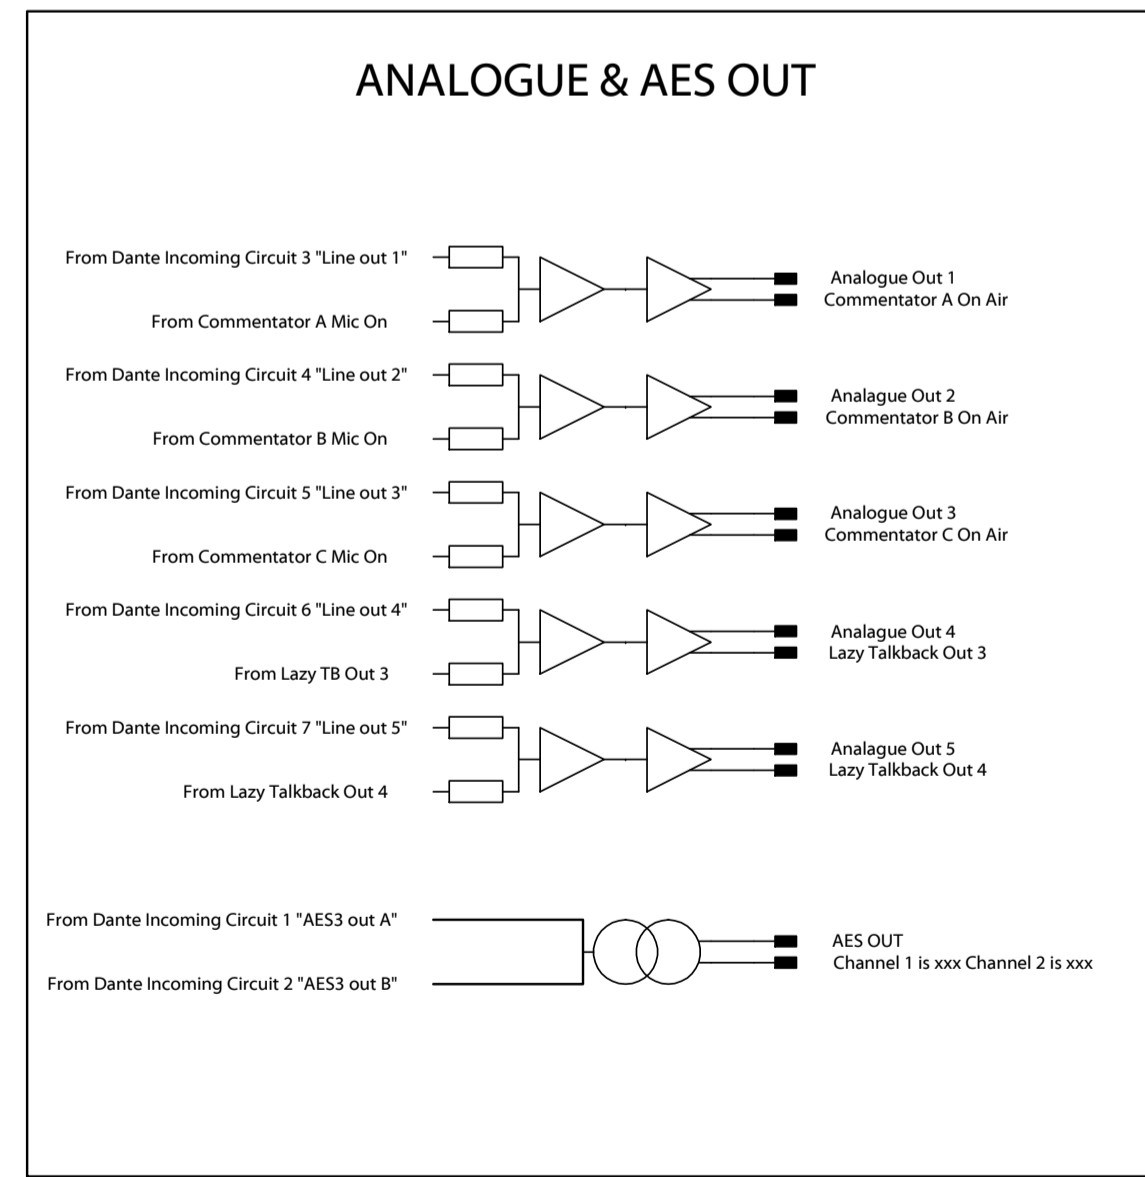 ANALOGUE & AES OUT
From Dante Incoming Circuit 3 "Line out 1"
Analogue Out 1
Commentator A On Air
From Commentator A Mic On
From Dante Incoming Circuit 4 "Line out 2"
Analague Out 2
Commentator B On Air
From Commentator B Mic On
From Dante Incoming Circuit 5 "Line out 3"
Analogue Out 3
Commentator C On Air
From Commentator C Mic On
From Dante Incoming Circuit 6 "Line out 4"
Analague Out 4
Lazy Talkback Out 3
From Lazy TB Out 3
From Dante Incoming Circuit 7 "Line out 5"
Analague Out 5
Lazy Talkback Out 4
From Lazy Talkback Out 4
From Dante Incoming Circuit 1 "AES3 out A"
AES OUT
Channel 1 is xxx Channel 2 is xxx
From Dante Incoming Circuit 2 "AES3 out B"